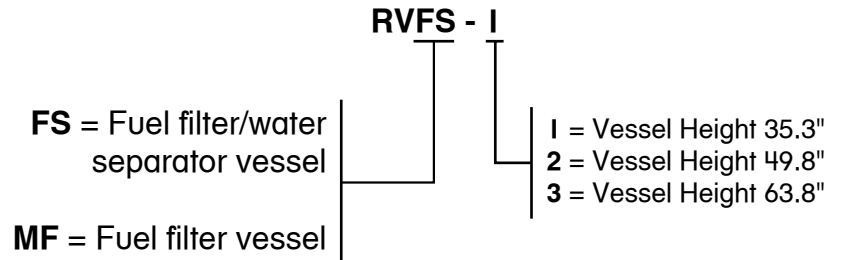 RVFS - 1
FS = Fuel filter/water
separator vessel
MF = Fuel filter vessel
1 = Vessel Height 35.3"
2 = Vessel Height 49.8"
3 = Vessel Height 63.8"